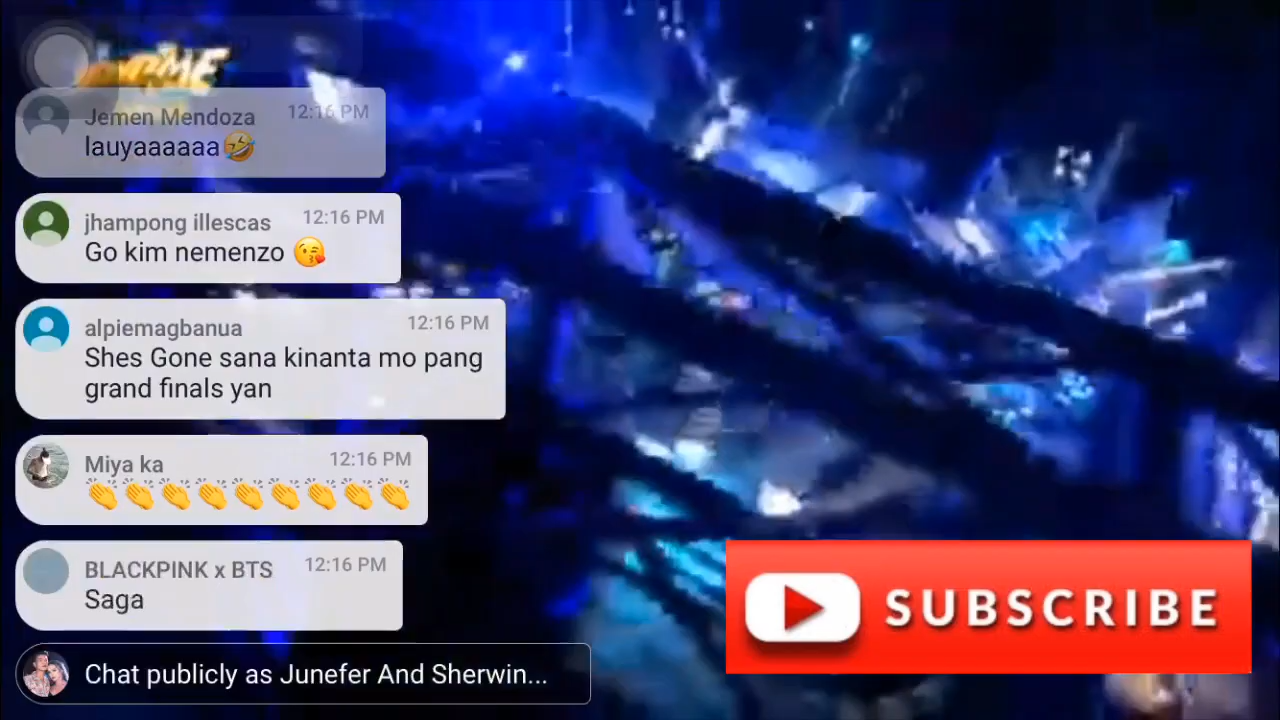 Jemen Mendoza 12:16 PM
lauyaaaaaa🤣
jhampong illescas 12:16 PM
Go kim nemenzo 😘
alpiemagbanua 12:16 PM
Shes Gone sana kinanta mo pang
grand finals yan
Miya ka 12:16 PM
👏👏👏👏👏👏👏👏👏
BLACKPINK x BTS 12:16 PM
Saga
Chat publicly as Junefer And Sherwin...
SUBSCRIBE